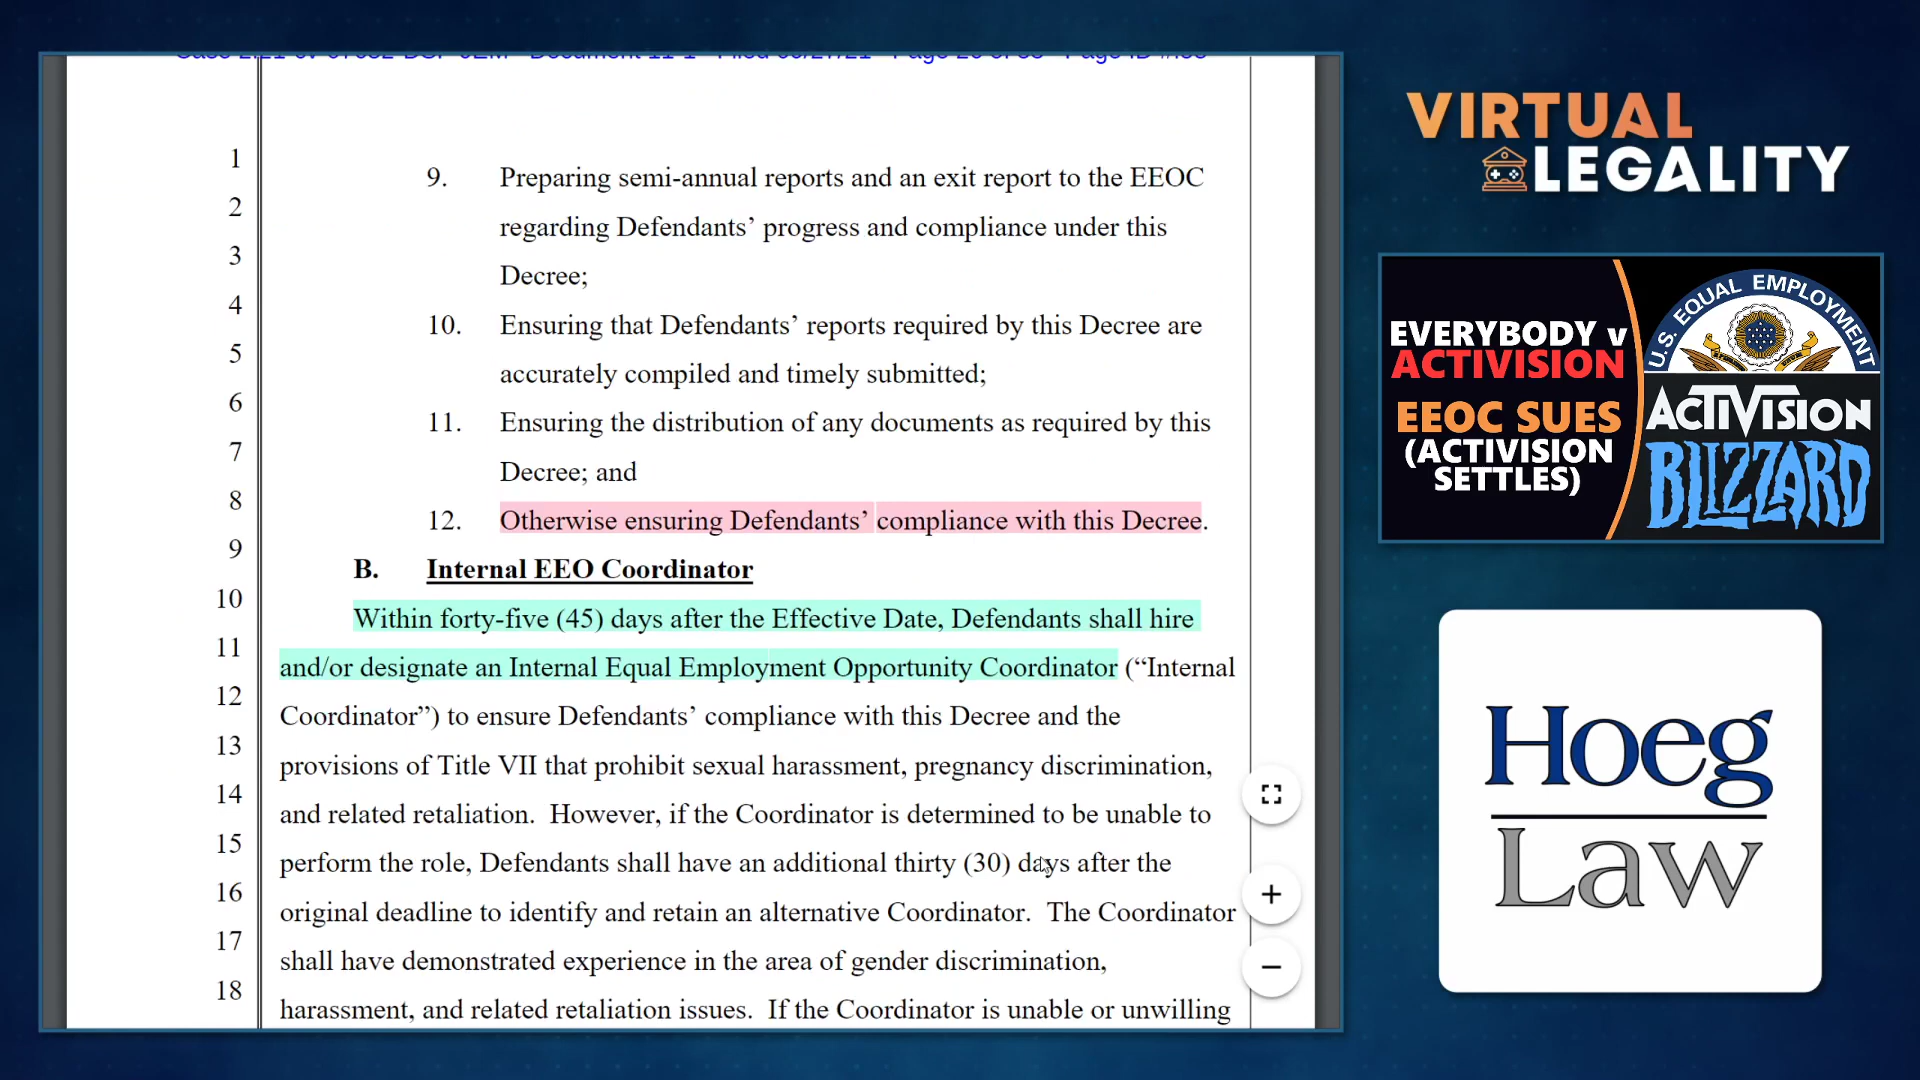 1
9. Preparing semi-annual reports and an exit report to the EEOC
2
regarding Defendants’ progress and compliance under this
3
Decree;
4
10. Ensuring that Defendants’ reports required by this Decree are
5
accurately compiled and timely submitted;
6
11. Ensuring the distribution of any documents as required by this
7
Decree; and
8
12. Otherwise ensuring Defendants’ compliance with this Decree.
9
B. Internal EEO Coordinator
10
Within forty-five (45) days after the Effective Date, Defendants shall hire
11
and/or designate an Internal Equal Employment Opportunity Coordinator (“Internal
12
Coordinator”) to ensure Defendants’ compliance with this Decree and the
13
provisions of Title VII that prohibit sexual harassment, pregnancy discrimination,
14
and related retaliation.  However, if the Coordinator is determined to be unable to
15
perform the role, Defendants shall have an additional thirty (30) days after the
16
original deadline to identify and retain an alternative Coordinator.  The Coordinator
17
shall have demonstrated experience in the area of gender discrimination,
18
harassment, and related retaliation issues.  If the Coordinator is unable or unwilling
VIRTUAL
LEGALITY
EVERYBODY v
ACTIVISION
EEOC SUES
(ACTIVISION
SETTLES)
U.S. EQUAL EMPLOYMENT
ACTIVISION
BLIZZARD
Hoeg
Law